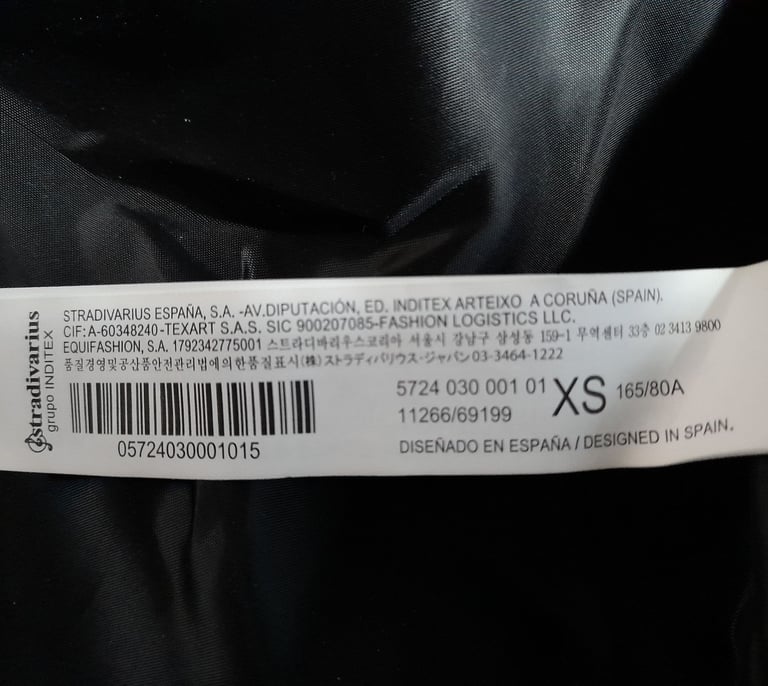 stradivarius
grupo INDITEX
STRADIVARIUS ESPAÑA, S.A. -AV.DIPUTACIÓN, ED. INDITEX ARTEIXO A CORUÑA (SPAIN).
CIF: A-60348240-TEXART S.A.S. SIC 900207085-FASHION LOGISTICS LLC.
EQUIFASHION, S.A. 1792342775001 스트라디바리우스코리아 서울시 강남구 삼성동 159-1 무역센터 33층 02 3413 9800
품질경영및공산품안전관리법에의한품질표시(株) ストラディバリウス·ジャパン 03-3464-1222
05724030001015
5724 030 001 01 XS 165/80A
11266/69199
DISEÑADO EN ESPAÑA / DESIGNED IN SPAIN.